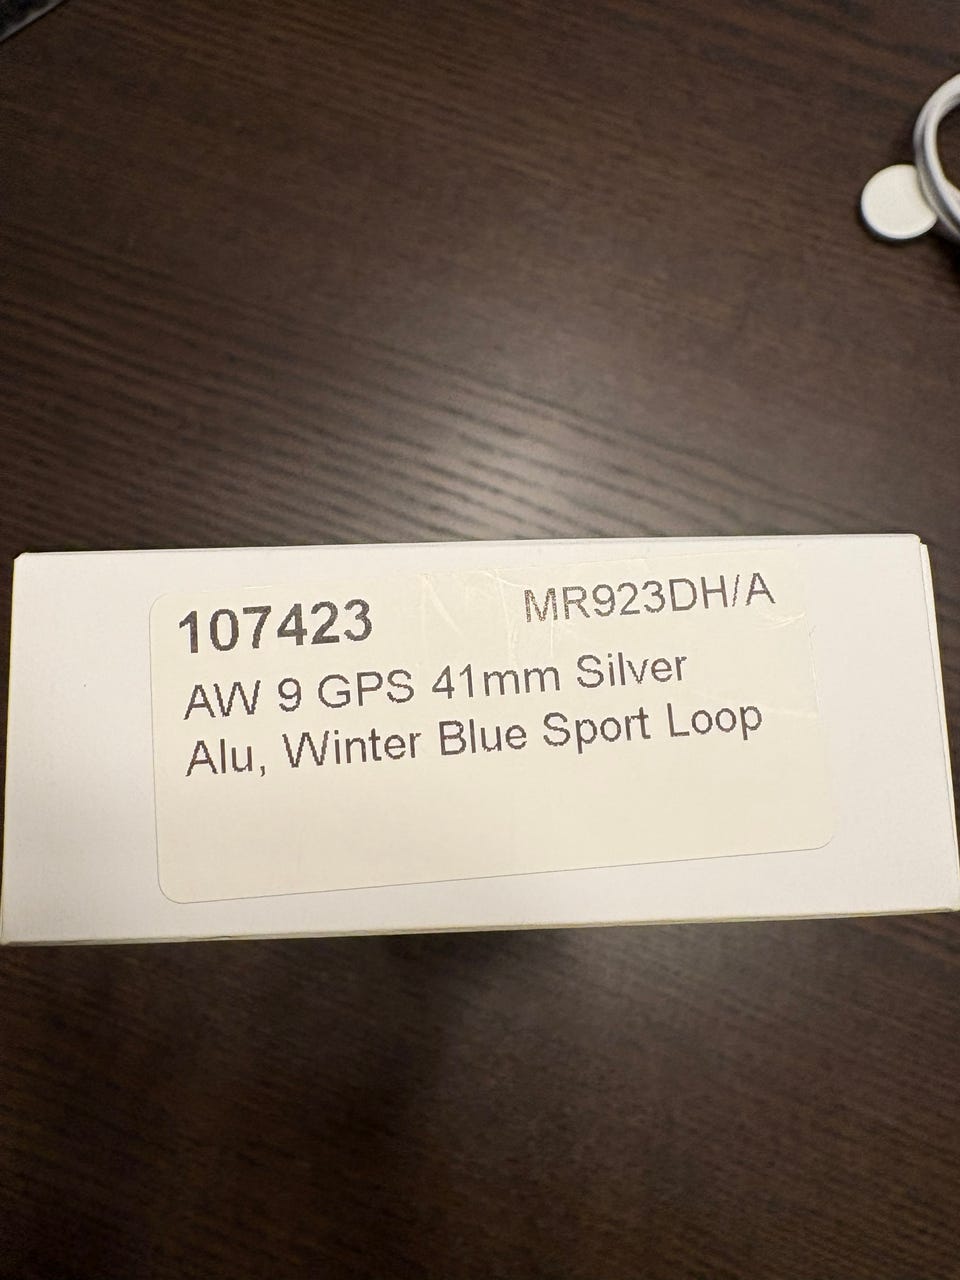 107423 MR923DH/A
AW 9 GPS 41mm Silver
Alu, Winter Blue Sport Loop